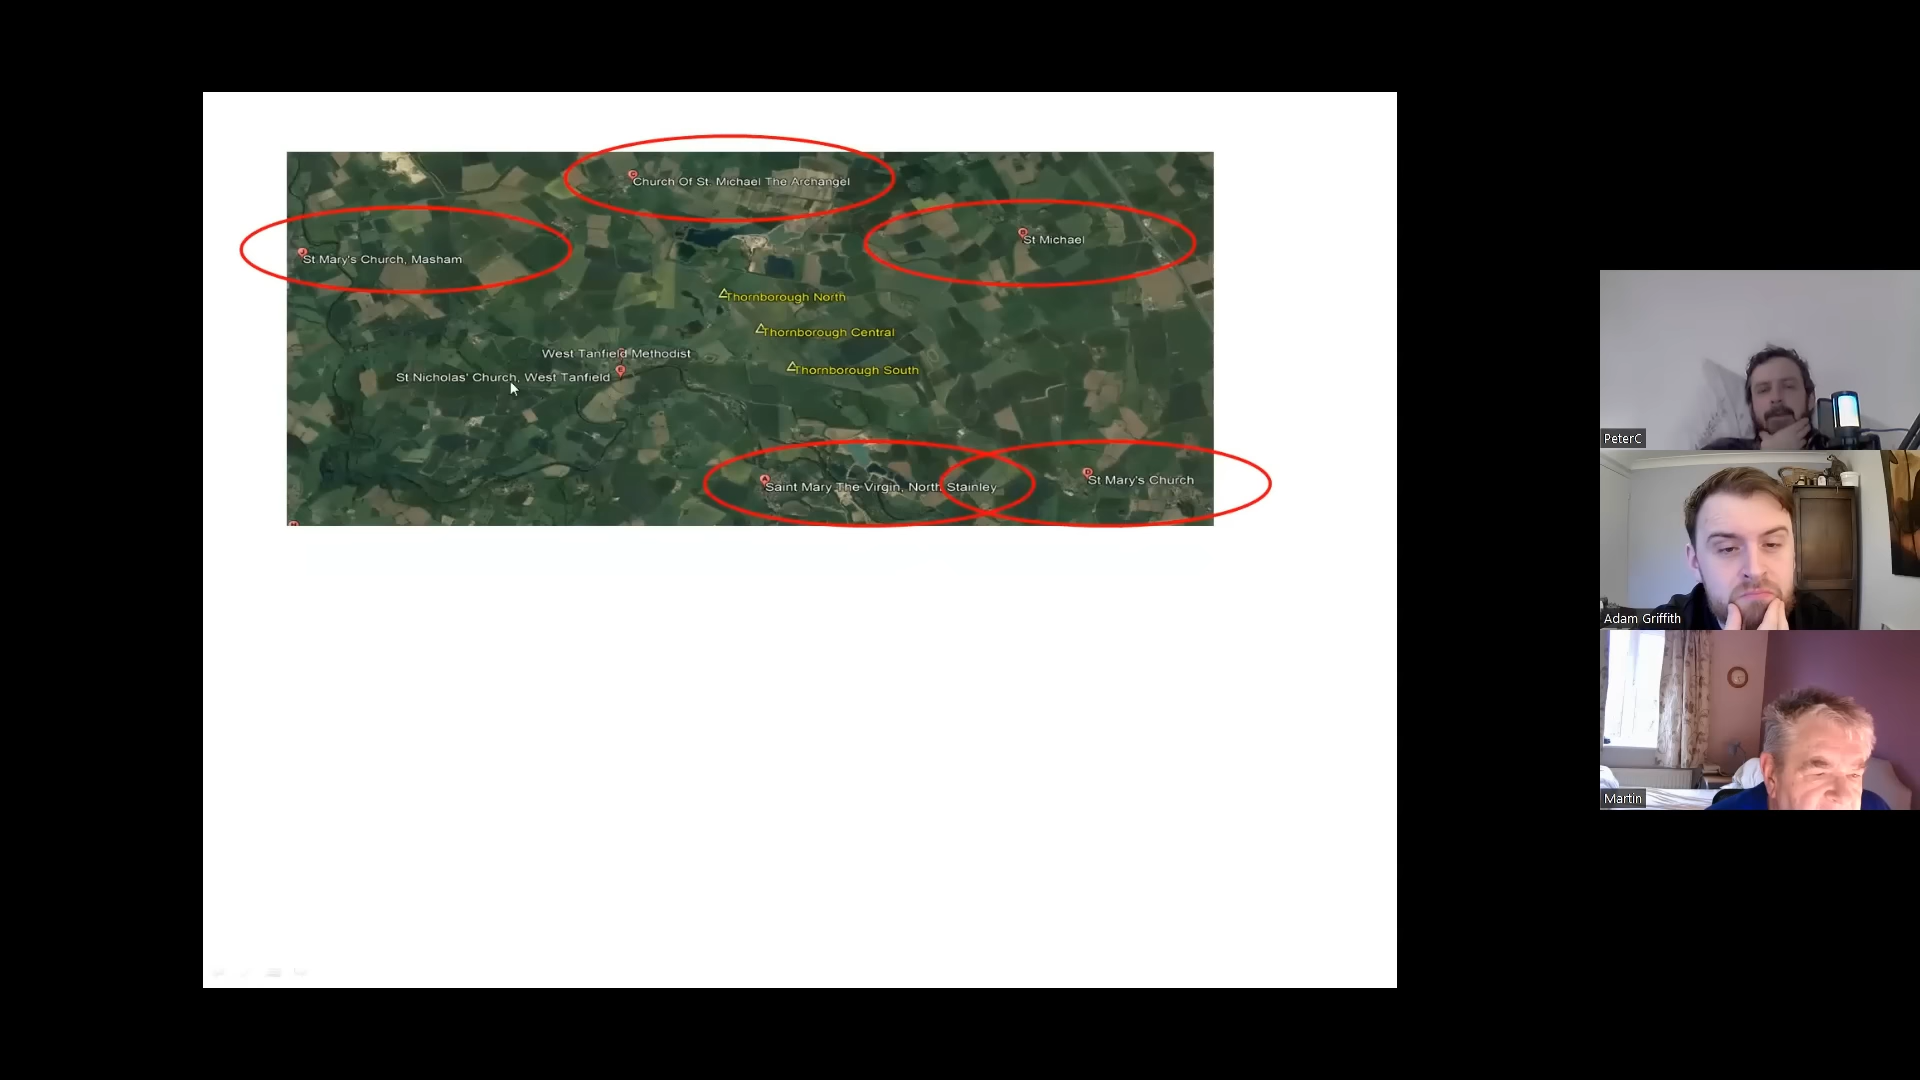 Church Of St. Michael The Archangel
St Michael
St Mary's Church, Masham
Thornborough North
Thornborough Central
West Tanfield Methodist
Thornborough South
St Nicholas' Church, West Tanfield
St Mary's Church
Saint Mary The Virgin, North Stainley
PeterC
Adam Griffith
Martin